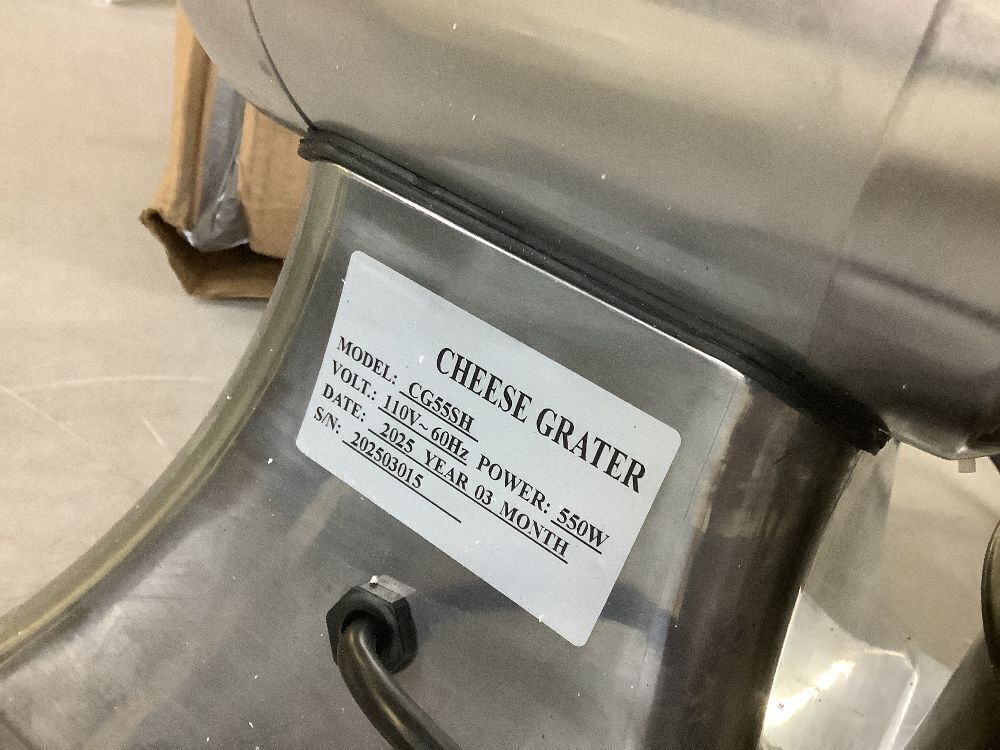 CHEESE GRATER
MODEL: CG55SH
VOLT.: 110V~60Hz POWER: 550W
DATE: 2025 YEAR 03 MONTH
S/N: 202503015